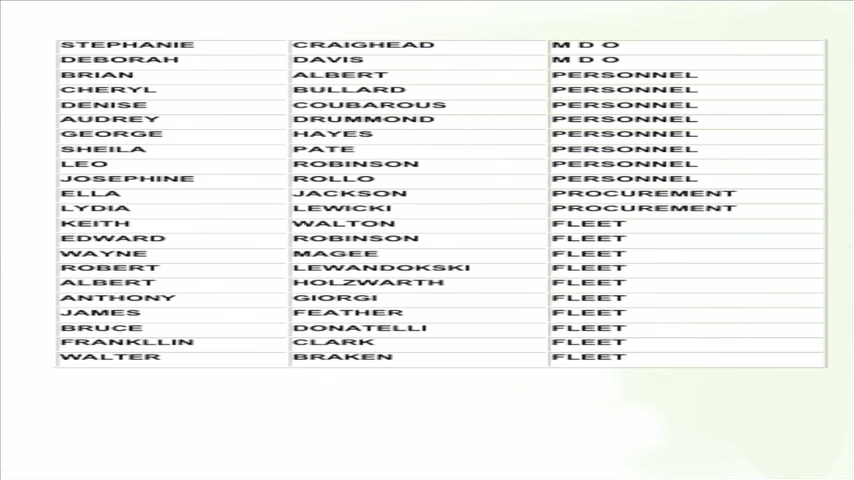 STEPHANIE CRAIGHEAD M D O
DEBORAH DAVIS M D O
BRIAN ALBERT PERSONNEL
CHERYL BULLARD PERSONNEL
DENISE COUBAROUS PERSONNEL
AUDREY DRUMMOND PERSONNEL
GEORGE HAYES PERSONNEL
SHEILA PATE PERSONNEL
LEO ROBINSON PERSONNEL
JOSEPHINE ROLLO PERSONNEL
ELLA JACKSON PROCUREMENT
LYDIA LEWICKI PROCUREMENT
KEITH WALTON FLEET
EDWARD ROBINSON FLEET
WAYNE MAGEE FLEET
ROBERT LEWANDOKSKI FLEET
ALBERT HOLZWARTH FLEET
ANTHONY GIORGI FLEET
JAMES FEATHER FLEET
BRUCE DONATELLI FLEET
FRANKLLIN CLARK FLEET
WALTER BRAKEN FLEET